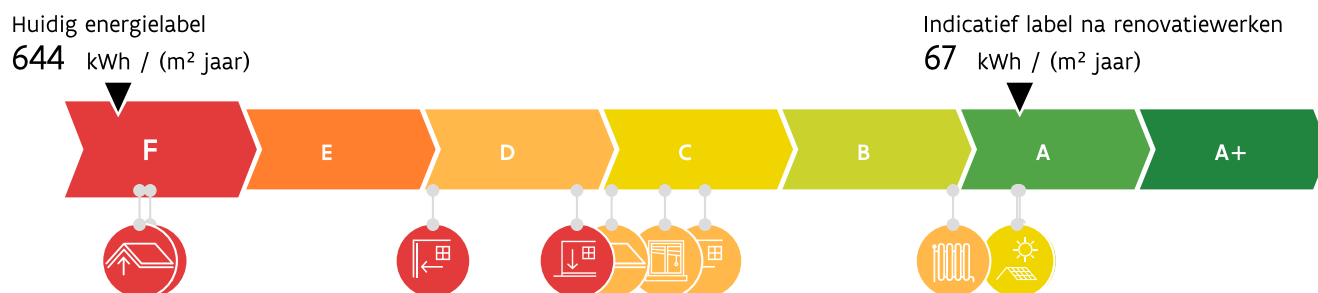 Huidig energielabel
644 kWh / (m² jaar)
Indicatief label na renovatiewerken
67 kWh / (m² jaar)
F E D C B A A+